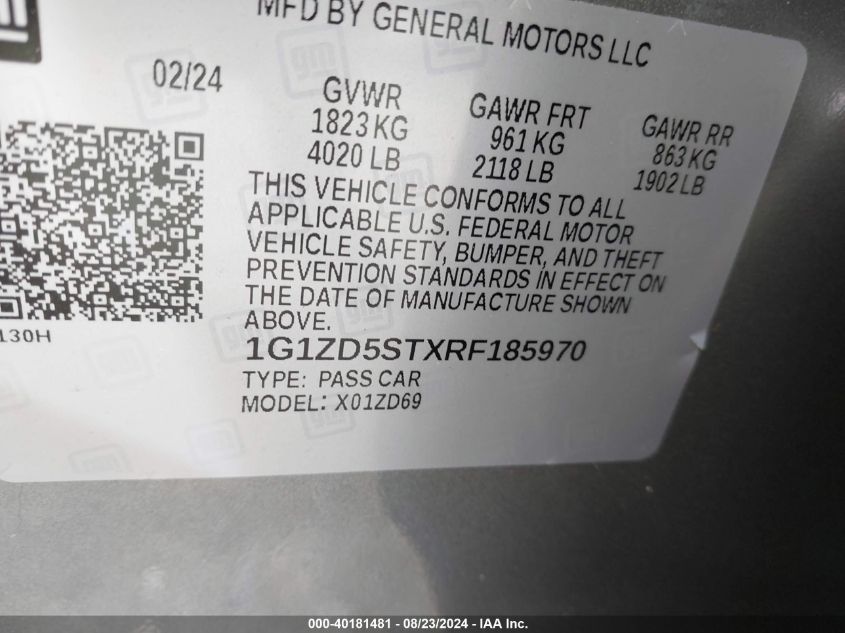 MFD BY GENERAL MOTORS LLC
02/24
GVWR
1823 KG
4020 LB
GAWR FRT
961 KG
2118 LB
GAWR RR
863 KG
1902 LB
THIS VEHICLE CONFORMS TO ALL
APPLICABLE U.S. FEDERAL MOTOR
VEHICLE SAFETY, BUMPER, AND THEFT
PREVENTION STANDARDS IN EFFECT ON
THE DATE OF MANUFACTURE SHOWN
ABOVE.
130H
1G1ZD5STXRF185970
TYPE: PASS CAR
MODEL: X01ZD69
000-40181481 - 08/23/2024 - IAA Inc.